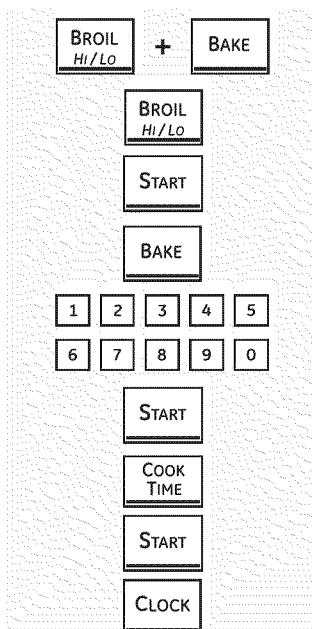 BROIL + BAKE
HI/LO
BROIL
HI/LO
START
BAKE
1 2 3 4 5
6 7 8 9 0
START
COOK
TIME
START
CLOCK